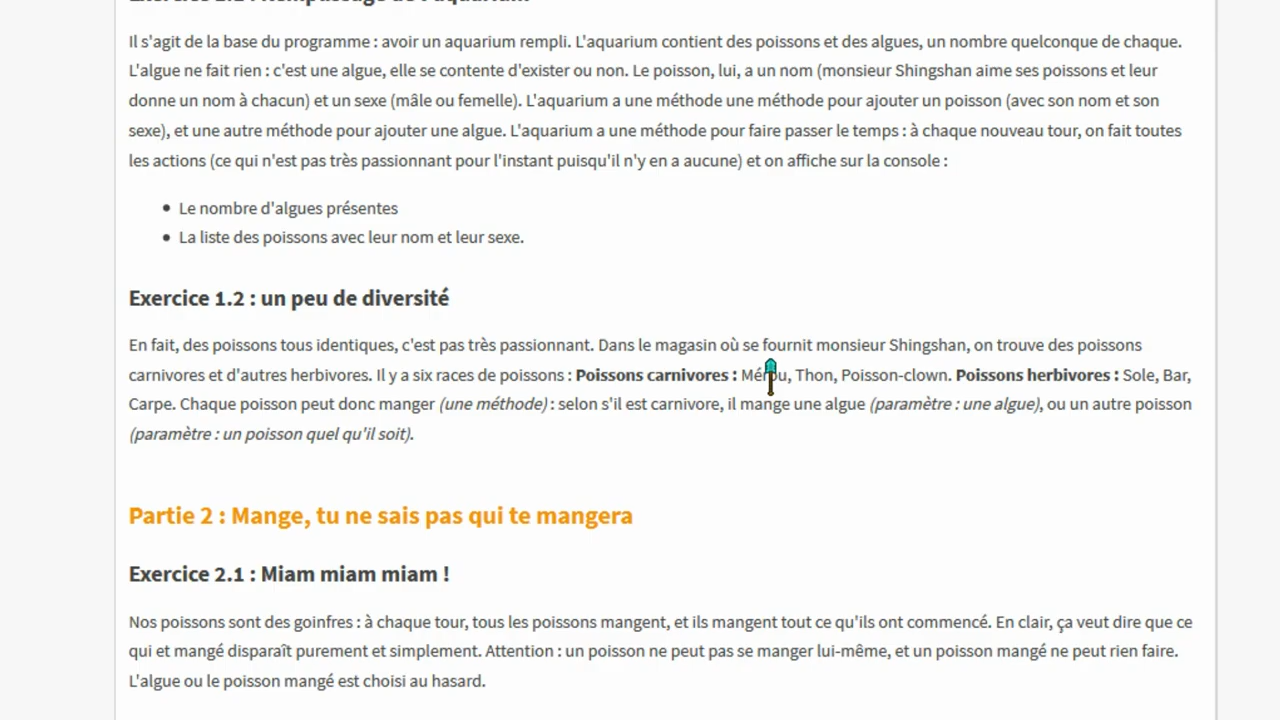 Exercice 1.1 : Remplissage de l'aquarium
Il s'agit de la base du programme : avoir un aquarium rempli. L'aquarium contient des poissons et des algues, un nombre quelconque de chaque.
L'algue ne fait rien : c'est une algue, elle se contente d'exister ou non. Le poisson, lui, a un nom (monsieur Shingshan aime ses poissons et leur
donne un nom à chacun) et un sexe (mâle ou femelle). L'aquarium a une méthode une méthode pour ajouter un poisson (avec son nom et son
sexe), et une autre méthode pour ajouter une algue. L'aquarium a une méthode pour faire passer le temps : à chaque nouveau tour, on fait toutes
les actions (ce qui n'est pas très passionnant pour l'instant puisqu'il n'y en a aucune) et on affiche sur la console :
• Le nombre d'algues présentes
• La liste des poissons avec leur nom et leur sexe.
Exercice 1.2 : un peu de diversité
En fait, des poissons tous identiques, c'est pas très passionnant. Dans le magasin où se fournit monsieur Shingshan, on trouve des poissons
carnivores et d'autres herbivores. Il y a six races de poissons : Poissons carnivores : Mérou, Thon, Poisson-clown. Poissons herbivores : Sole, Bar,
Carpe. Chaque poisson peut donc manger (une méthode) : selon s'il est carnivore, il mange une algue (paramètre : une algue), ou un autre poisson
(paramètre : un poisson quel qu'il soit).
Partie 2 : Mange, tu ne sais pas qui te mangera
Exercice 2.1 : Miam miam miam !
Nos poissons sont des goinfres : à chaque tour, tous les poissons mangent, et ils mangent tout ce qu'ils ont commencé. En clair, ça veut dire que ce
qui et mangé disparaît purement et simplement. Attention : un poisson ne peut pas se manger lui-même, et un poisson mangé ne peut rien faire.
L'algue ou le poisson mangé est choisi au hasard.